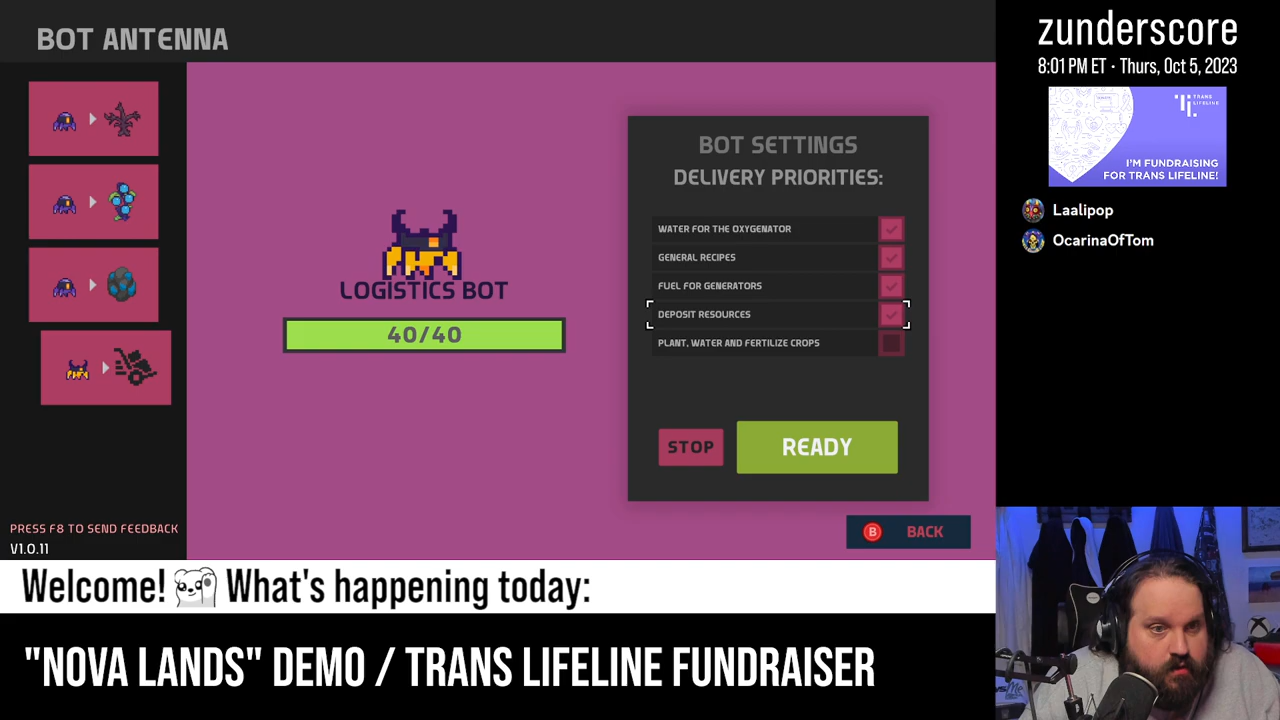 BOT ANTENNA
BOT SETTINGS
DELIVERY PRIORITIES:
WATER FOR THE OXYGENATOR
GENERAL RECIPES
FUEL FOR GENERATORS
DEPOSIT RESOURCES
PLANT, WATER AND FERTILIZE CROPS
LOGISTICS BOT
40/40
STOP
READY
B BACK
PRESS F8 TO SEND FEEDBACK
V1.0.11
zunderscore
8:01 PM ET · Thurs, Oct 5, 2023
TRANS
LIFELINE
I'M FUNDRAISING
FOR TRANS LIFELINE!
Laalipop
OcarinaOfTom
Welcome! What's happening today:
"NOVA LANDS" DEMO / TRANS LIFELINE FUNDRAISER